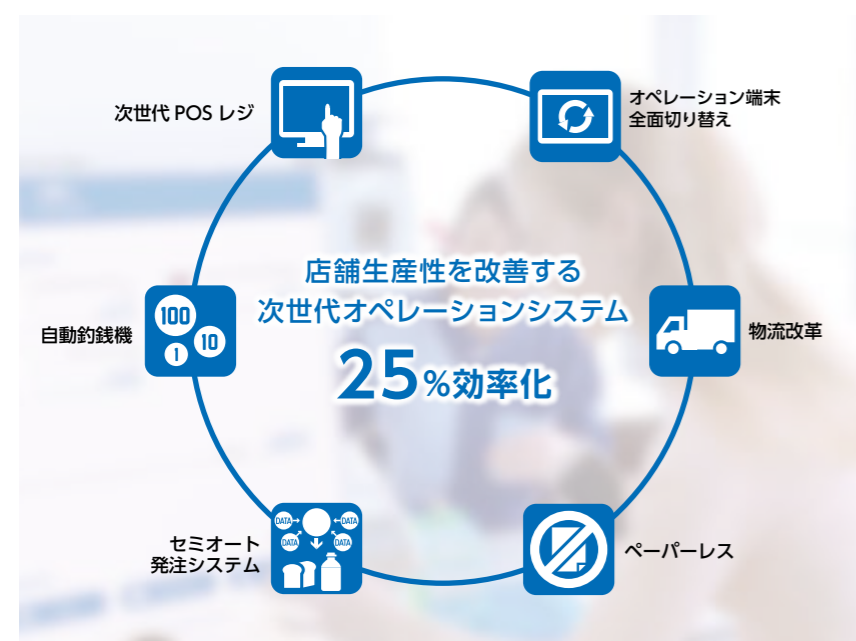 次世代 POS レジ
オペレーション端末
全面切り替え
店舗生産性を改善する
次世代オペレーションシステム
25%効率化
自動釣銭機
100
10
1
物流改革
セミオート
発注システム
DATA
DATA
DATA
DATA
ペーパーレス